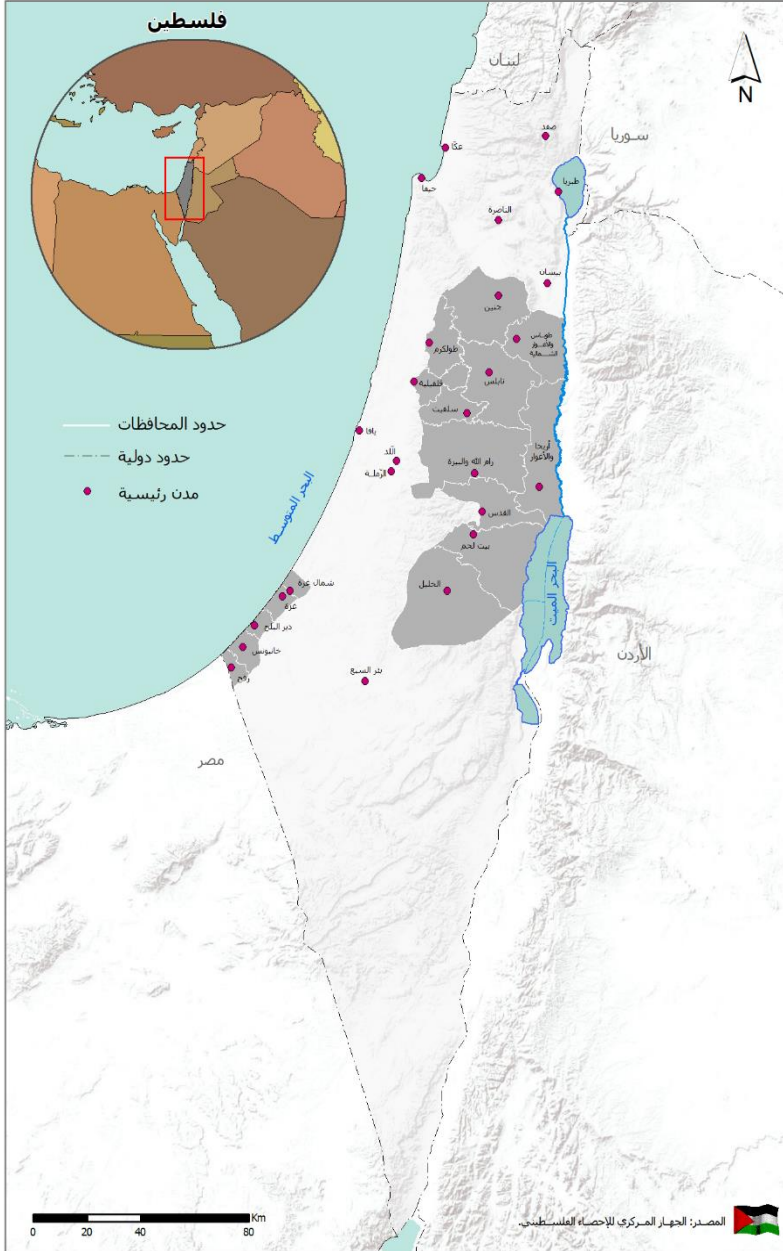 فلسطين
N
لبنان
سوريا
صفد
عكا
حيفا
طبريا
الناصرة
بيسان
جنين
طوباس
والأغوار
الشمالية
طولكرم
نابلس
قلقيلية
سلفيت
حدود المحافظات
حدود دولية
مدن رئيسية
يافا
اللد
الرملة
رام الله والبيرة
أريحا
والأغوار
البحر المتوسط
القدس
بيت لحم
البحر الميت
الخليل
شمال غزة
غزة
دير البلح
خانيونس
رفح
بئر السبع
الأردن
مصر
Km
0 20 40 80
المصدر: الجهاز المركزي للإحصاء الفلسطيني.